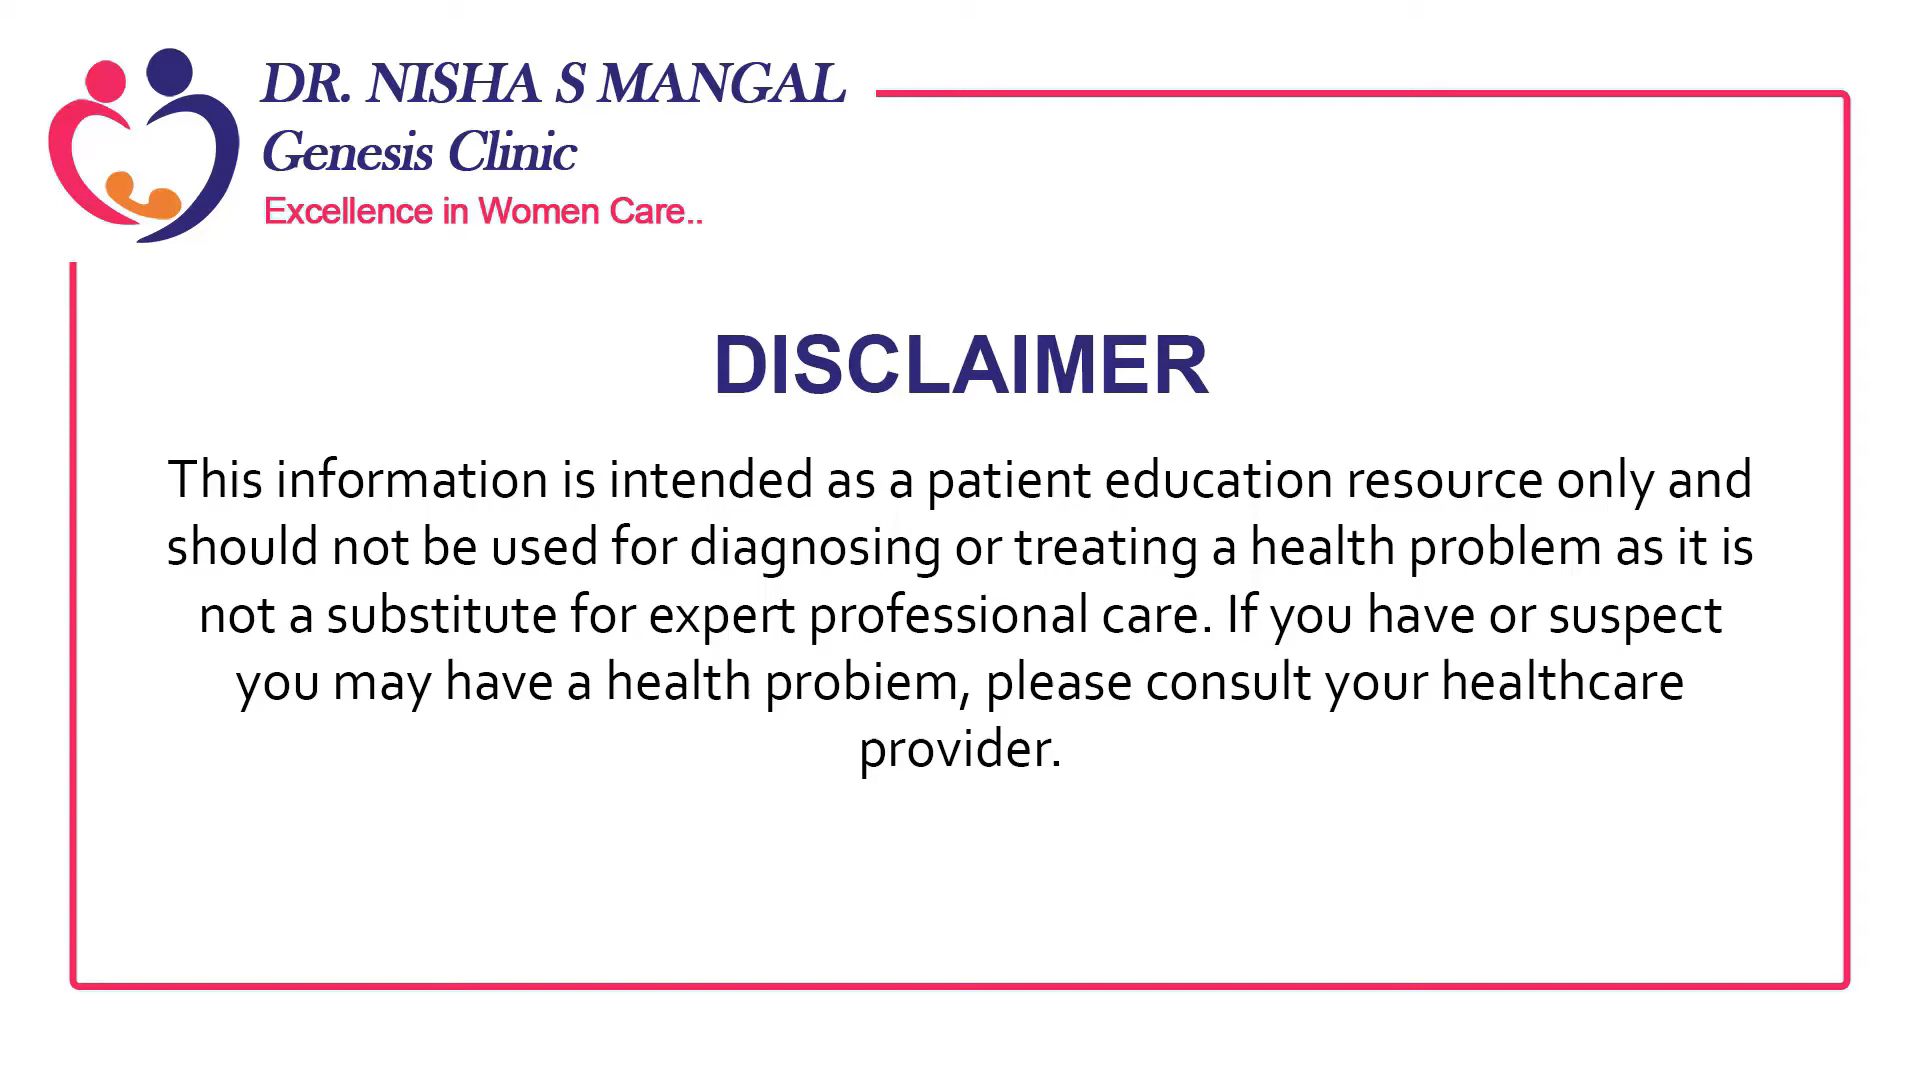 DR. NISHA S MANGAL
Genesis Clinic
Excellence in Women Care..
DISCLAIMER
This information is intended as a patient education resource only and
should not be used for diagnosing or treating a health problem as it is
not a substitute for expert professional care. If you have or suspect
you may have a health probiem, please consult your healthcare
provider.